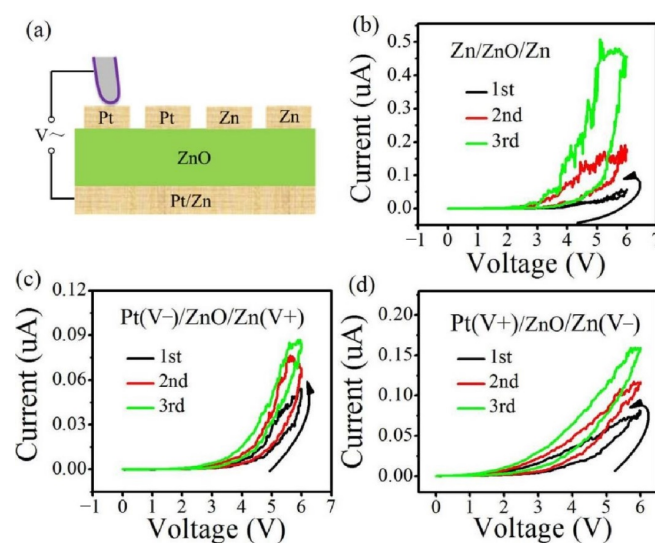 (a)
V~
Pt Pt Zn Zn
ZnO
Pt/Zn
(b)
Zn/ZnO/Zn
1st
2nd
3rd
Current (uA)
0.5
0.4
0.3
0.2
0.1
0.0
−1 0 1 2 3 4 5 6 7
Voltage (V)
(c)
Pt(V−)/ZnO/Zn(V+)
1st
2nd
3rd
Current (uA)
0.12
0.09
0.06
0.03
0.00
−1 0 1 2 3 4 5 6 7
Voltage (V)
(d)
Pt(V+)/ZnO/Zn(V−)
1st
2nd
3rd
Current (uA)
0.20
0.15
0.10
0.05
0.00
0 1 2 3 4 5 6 7
Voltage (V)